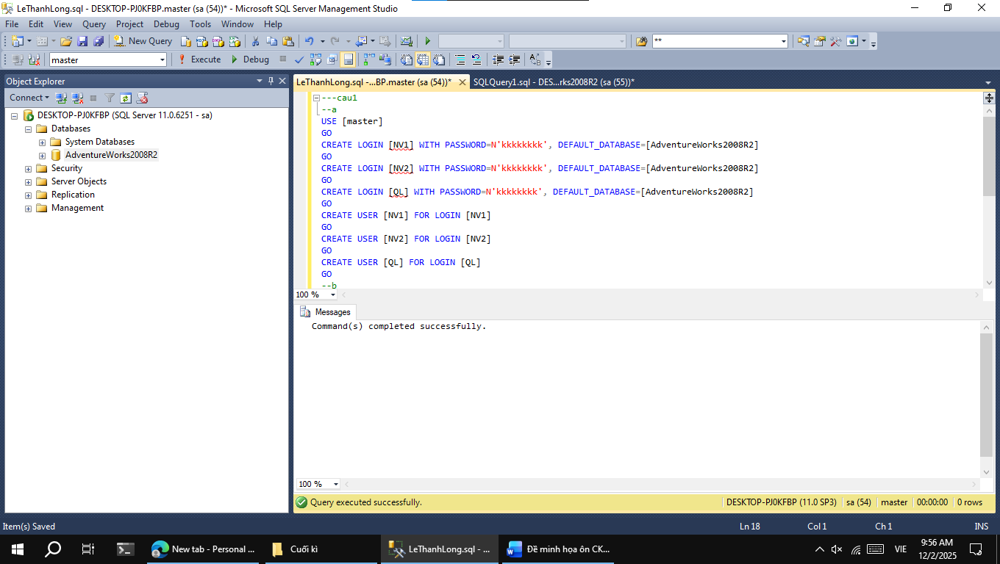 LeThanhLong.sql - DESKTOP-PJ0KFBP.master (sa (54))* - Microsoft SQL Server Management Studio
File Edit View Query Project Debug Tools Window Help
New Query **
master Execute Debug
Object Explorer
Connect
DESKTOP-PJ0KFBP (SQL Server 11.0.6251 - sa)
Databases
System Databases
AdventureWorks2008R2
Security
Server Objects
Replication
Management
LeThanhLong.sql -...BP.master (sa (54))* SQLQuery1.sql - DES...rks2008R2 (sa (55))*
---cau1
--a
USE [master]
GO
CREATE LOGIN [NV1] WITH PASSWORD=N'kkkkkkkk', DEFAULT_DATABASE=[AdventureWorks2008R2]
GO
CREATE LOGIN [NV2] WITH PASSWORD=N'kkkkkkkk', DEFAULT_DATABASE=[AdventureWorks2008R2]
GO
CREATE LOGIN [QL] WITH PASSWORD=N'kkkkkkkk', DEFAULT_DATABASE=[AdventureWorks2008R2]
GO
CREATE USER [NV1] FOR LOGIN [NV1]
GO
CREATE USER [NV2] FOR LOGIN [NV2]
GO
CREATE USER [QL] FOR LOGIN [QL]
GO
--b
100 %
Messages
Command(s) completed successfully.
100 %
Query executed successfully. DESKTOP-PJ0KFBP (11.0 SP3) sa (54) master 00:00:00 0 rows
Item(s) Saved Ln 18 Col 1 Ch 1 INS
New tab - Personal ... Cuối kì LeThanhLong.sql - ... Đề minh họa ôn CK... VIE 9:56 AM
12/2/2025